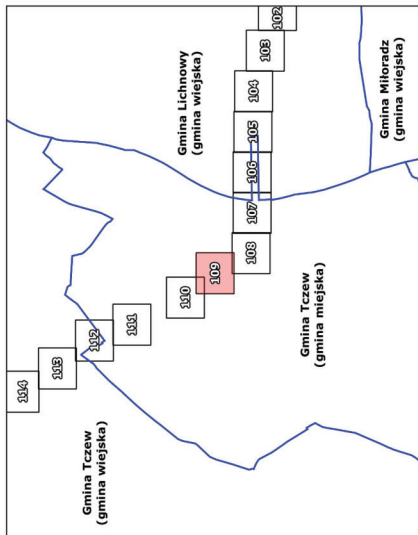 102
103
Gmina Lichnowy
(gmina wiejska)
Gmina Miłoradz
(gmina wiejska)
104
105
106
107
108
109
110
Gmina Tczew
(gmina miejska)
111
112
113
114
Gmina Tczew
(gmina wiejska)